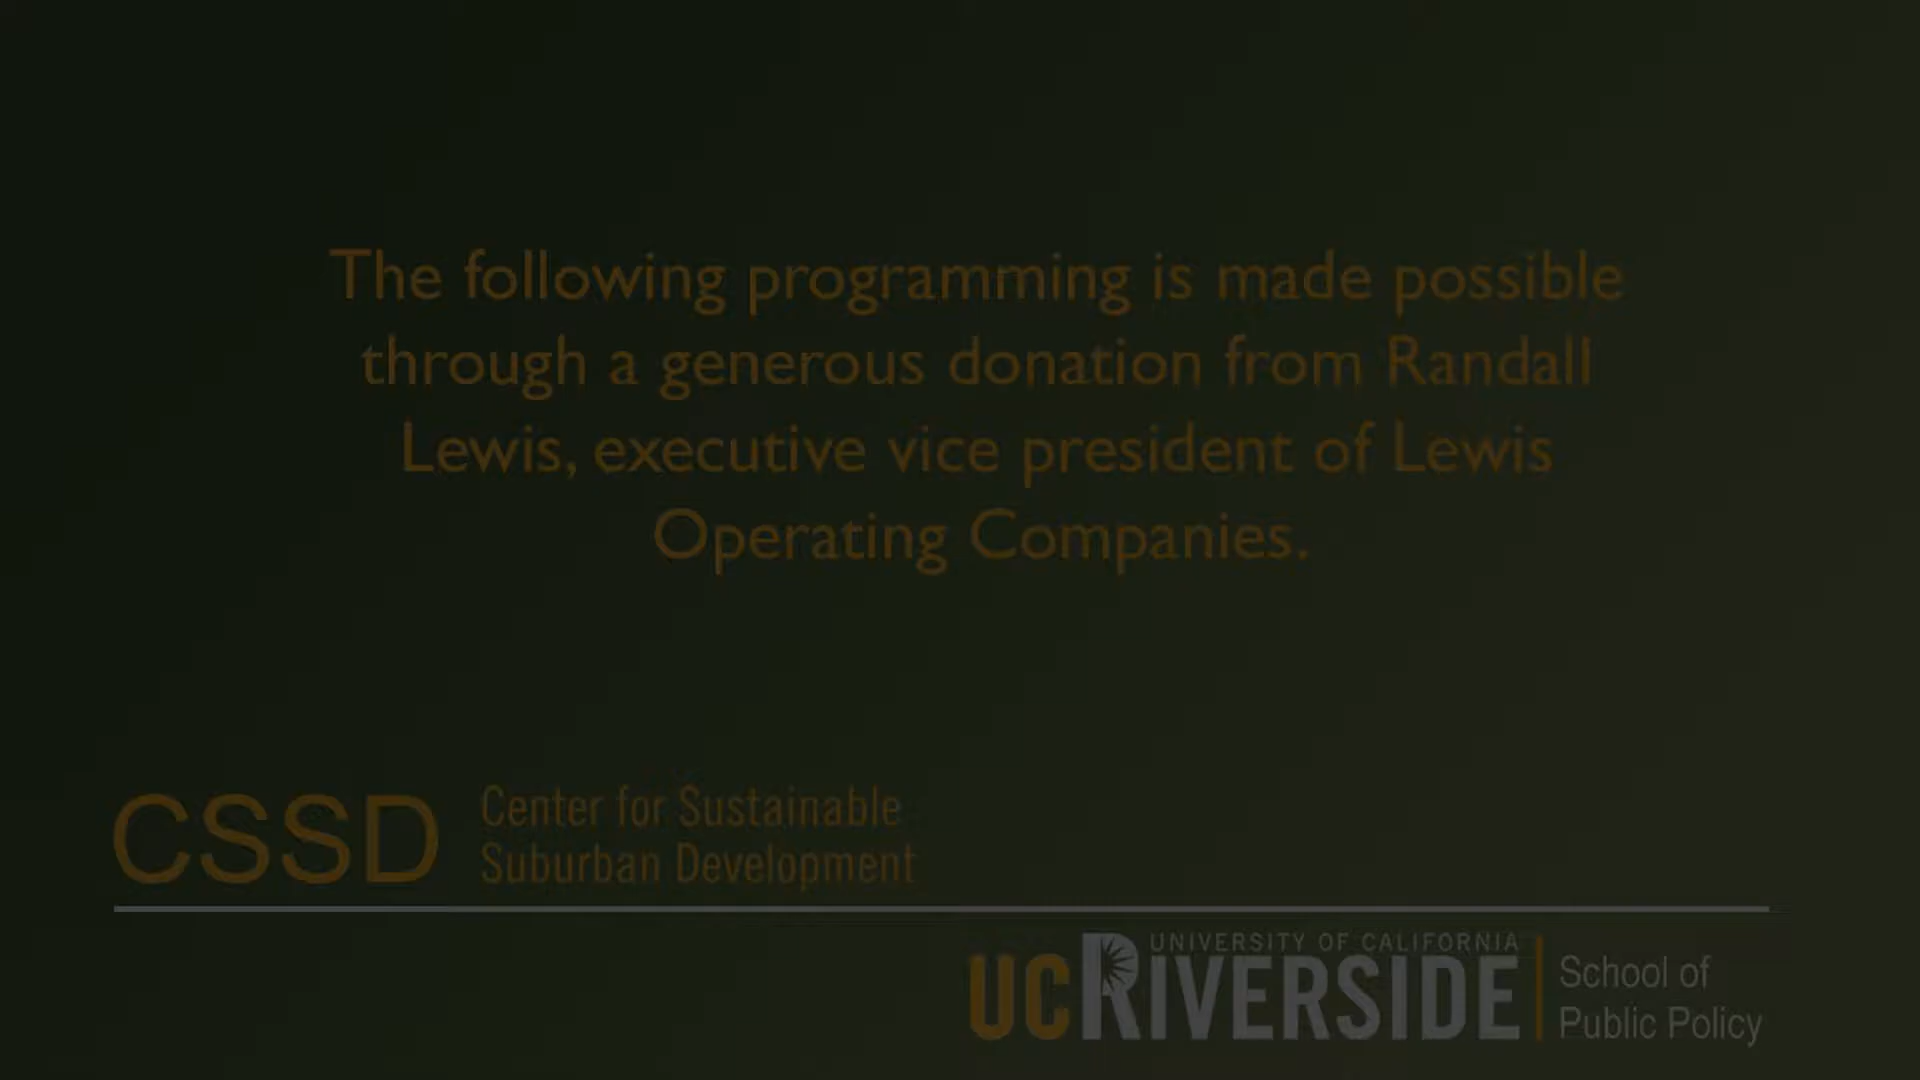 The following programming is made possible
through a generous donation from Randall
Lewis, executive vice president of Lewis
Operating Companies.
CSSD
Center for Sustainable
Suburban Development
UNIVERSITY OF CALIFORNIA
UCRIVERSIDE
School of
Public Policy